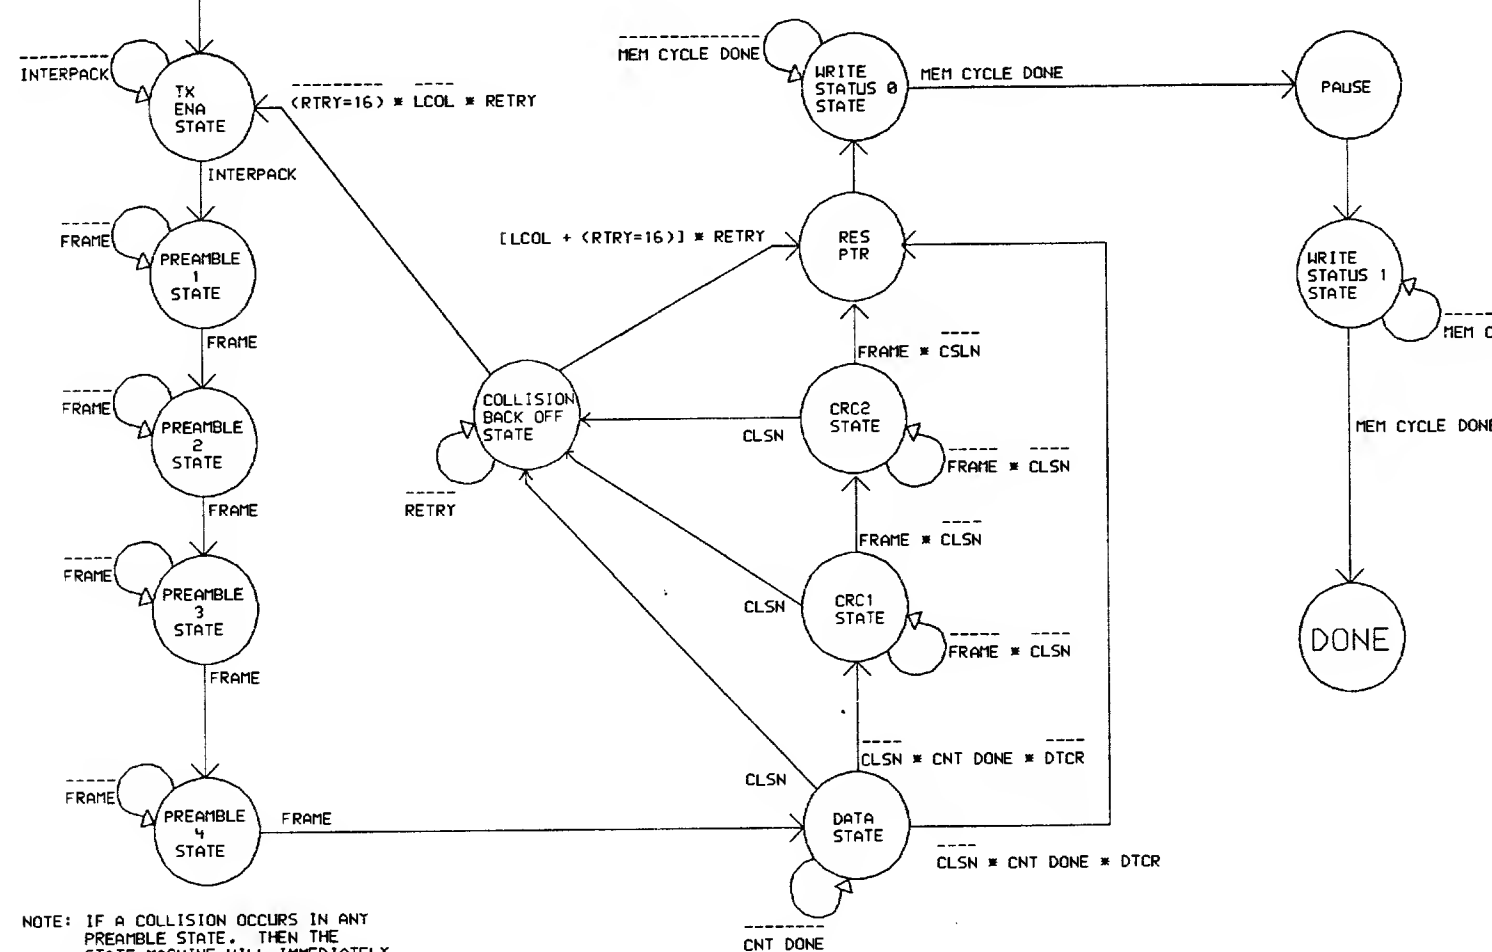 INTERPACK
TX
ENA
STATE
(RTRY=16) * LCOL * RETRY
INTERPACK
FRAME
PREAMBLE
1
STATE
FRAME
FRAME
PREAMBLE
2
STATE
FRAME
FRAME
PREAMBLE
3
STATE
FRAME
FRAME
PREAMBLE
4
STATE
FRAME
NOTE: IF A COLLISION OCCURS IN ANY
PREAMBLE STATE. THEN THE
STATE MACHINE WILL IMMEDIATELY
COLLISION
BACK OFF
STATE
RETRY
[LCOL + (RTRY=16)] * RETRY
MEM CYCLE DONE
WRITE
STATUS 0
STATE
MEM CYCLE DONE
RES
PTR
FRAME * CSLN
CRC2
STATE
CLSN
FRAME * CLSN
FRAME * CLSN
CRC1
STATE
CLSN
FRAME * CLSN
CLSN * CNT DONE * DTCR
CLSN
DATA
STATE
CLSN * CNT DONE * DTCR
CNT DONE
PAUSE
WRITE
STATUS 1
STATE
MEM C
MEM CYCLE DONE
DONE